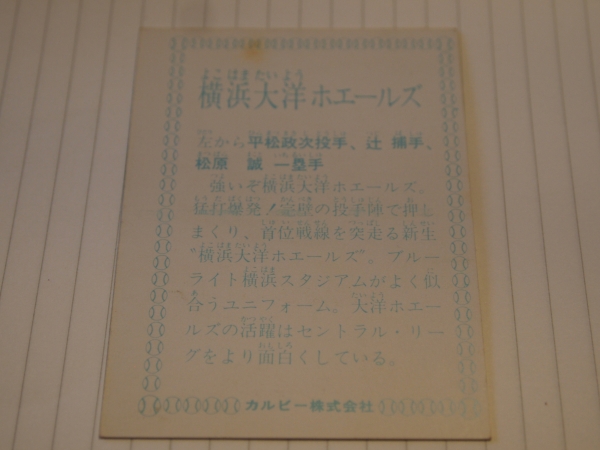 よこはまたいよう
横浜大洋ホエールズ
左から平松政次投手、辻 捕手、
松原 誠 一塁手
強いぞ横浜大洋ホエールズ。
猛打爆発！完璧の投手陣で押し
まくり、首位戦線を突走る新生
“横浜大洋ホエールズ”。ブルー
ライト横浜スタジアムがよく似
合うユニフォーム。大洋ホエー
ルズの活躍はセントラル・リー
グをより面白くしている。
カルビー株式会社